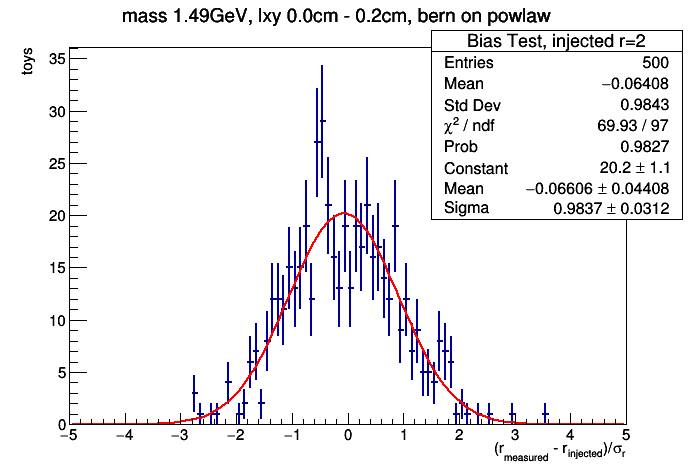 mass 1.49GeV, lxy 0.0cm - 0.2cm, bern on powlaw
Bias Test, injected r=2
Entries 500
Mean −0.06408
Std Dev 0.9843
χ² / ndf 69.93 / 97
Prob 0.9827
Constant 20.2 ± 1.1
Mean −0.06606 ± 0.04408
Sigma 0.9837 ± 0.0312
toys
35
30
25
20
15
10
5
0
−5 −4 −3 −2 −1 0 1 2 3 4 5
(r_measured - r_injected)/σ_r